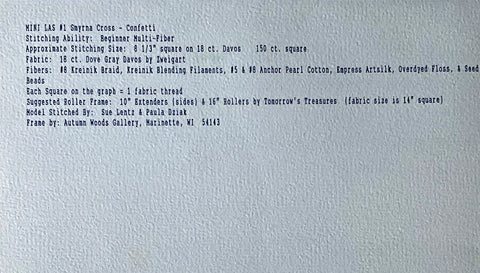 MINI LAS #1 Smyrna Cross - Confetti
Stitching Ability: Beginner Multi-Fiber
Approximate Stitching Size: 8 1/3" square on 18 ct. Davos 150 ct. square
Fabric: 18 ct. Dove Gray Davos by Zweigart
Fibers: #8 Kreinik Braid, Kreinik Blending Filaments, #5 & #8 Anchor Pearl Cotton, Empress Artsilk, Overdyed Floss, & Seed
Beads
Each Square on the graph = 1 fabric thread
Suggested Roller Frame: 10" Extenders (sides) & 16" Rollers by Tomorrow's Treasures (fabric size is 14" square)
Model Stitched By: Sue Lentz & Paula Dziak
Frame by: Autumn Woods Gallery, Marinette, WI 54143